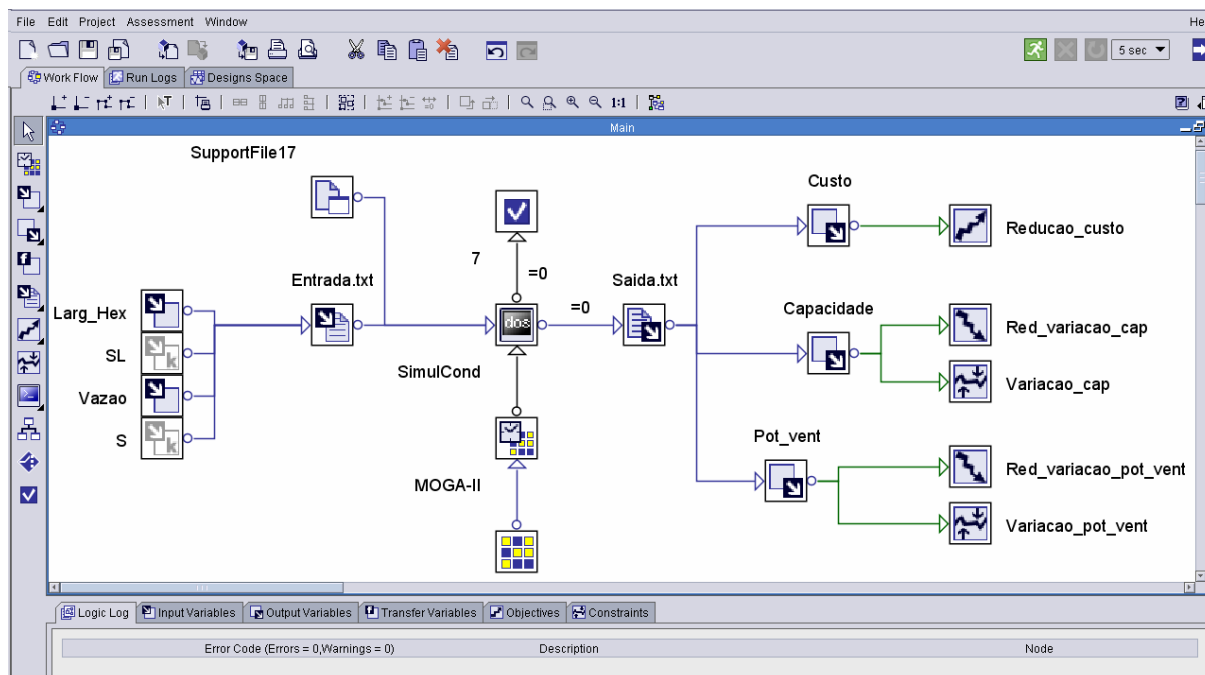 File Edit Project Assessment Window He
5 sec
Work Flow Run Logs Designs Space
T 1:1 ?
Main
SupportFile17
Custo
Reducao_custo
7
=0
Entrada.txt
Saida.txt
=0
Larg_Hex
dos
Capacidade
Red_variacao_cap
SL
k
SimulCond
Variacao_cap
Vazao
S
k
Pot_vent
Red_variacao_pot_vent
MOGA-II
Variacao_pot_vent
Logic Log Input Variables Output Variables Transfer Variables Objectives Constraints
Error Code (Errors = 0,Warnings = 0) Description Node